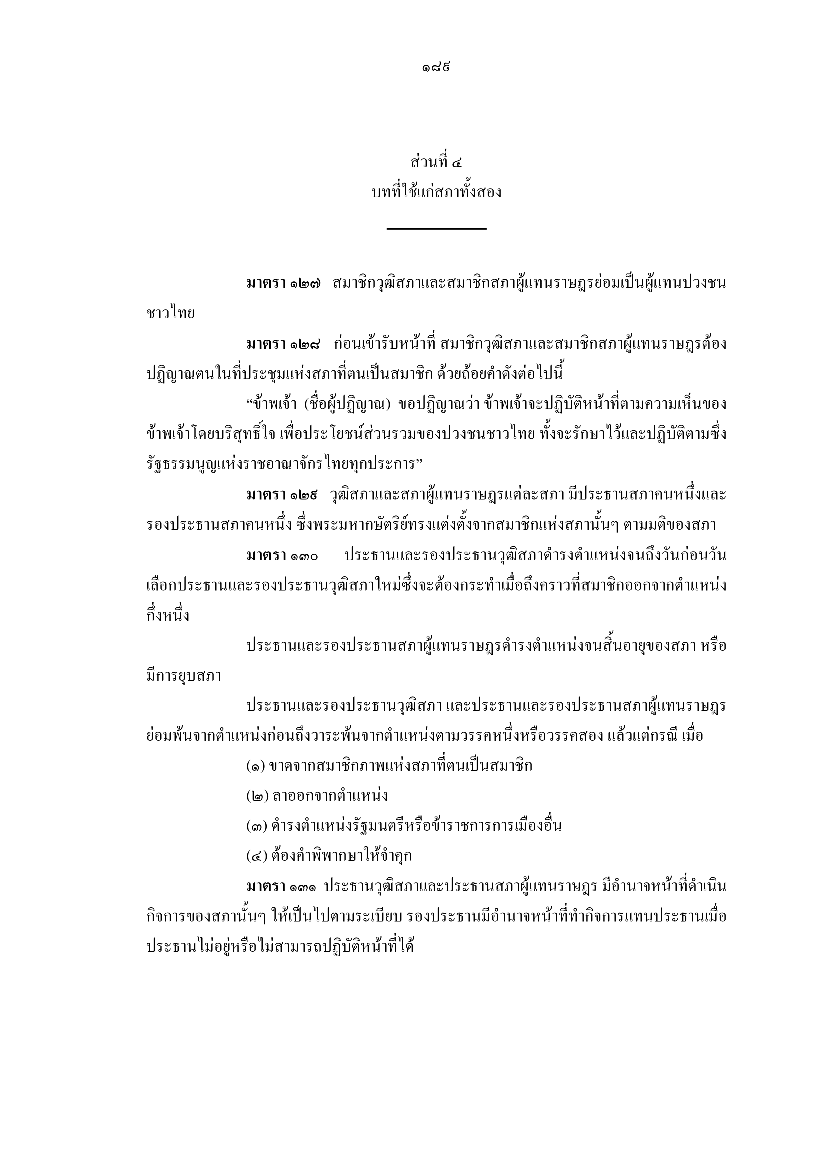 ๑๘๙
ส่วนที่ ๔
บทที่ใช้แก่สภาทั้งสอง
มาตรา ๑๒๗ สมาชิกวุฒิสภาและสมาชิกสภาผู้แทนราษฎรย่อมเป็นผู้แทนปวงชน
ชาวไทย
มาตรา ๑๒๘ ก่อนเข้ารับหน้าที่ สมาชิกวุฒิสภาและสมาชิกสภาผู้แทนราษฎรต้อง
ปฏิญาณตนในที่ประชุมแห่งสภาที่ตนเป็นสมาชิก ด้วยถ้อยคำดังต่อไปนี้
“ข้าพเจ้า (ชื่อผู้ปฏิญาณ) ขอปฏิญาณว่า ข้าพเจ้าจะปฏิบัติหน้าที่ตามความเห็นของ
ข้าพเจ้าโดยบริสุทธิ์ใจ เพื่อประโยชน์ส่วนรวมของปวงชนชาวไทย ทั้งจะรักษาไว้และปฏิบัติตามซึ่ง
รัฐธรรมนูญแห่งราชอาณาจักรไทยทุกประการ”
มาตรา ๑๒๙ วุฒิสภาและสภาผู้แทนราษฎรแต่ละสภา มีประธานสภาคนหนึ่งและ
รองประธานสภาคนหนึ่ง ซึ่งพระมหากษัตริย์ทรงแต่งตั้งจากสมาชิกแห่งสภานั้นๆ ตามมติของสภา
มาตรา ๑๓๐ ประธานและรองประธานวุฒิสภาดำรงตำแหน่งจนถึงวันก่อนวัน
เลือกประธานและรองประธานวุฒิสภาใหม่ซึ่งจะต้องกระทำเมื่อถึงคราวที่สมาชิกออกจากตำแหน่ง
กึ่งหนึ่ง
ประธานและรองประธานสภาผู้แทนราษฎรดำรงตำแหน่งจนสิ้นอายุของสภา หรือ
มีการยุบสภา
ประธานและรองประธานวุฒิสภา และประธานและรองประธานสภาผู้แทนราษฎร
ย่อมพ้นจากตำแหน่งก่อนถึงวาระพ้นจากตำแหน่งตามวรรคหนึ่งหรือวรรคสอง แล้วแต่กรณี เมื่อ
(๑) ขาดจากสมาชิกภาพแห่งสภาที่ตนเป็นสมาชิก
(๒) ลาออกจากตำแหน่ง
(๓) ดำรงตำแหน่งรัฐมนตรีหรือข้าราชการการเมืองอื่น
(๔) ต้องคำพิพากษาให้จำคุก
มาตรา ๑๓๑ ประธานวุฒิสภาและประธานสภาผู้แทนราษฎร มีอำนาจหน้าที่ดำเนิน
กิจการของสภานั้นๆ ให้เป็นไปตามระเบียบ รองประธานมีอำนาจหน้าที่ทำกิจการแทนประธานเมื่อ
ประธานไม่อยู่หรือไม่สามารถปฏิบัติหน้าที่ได้